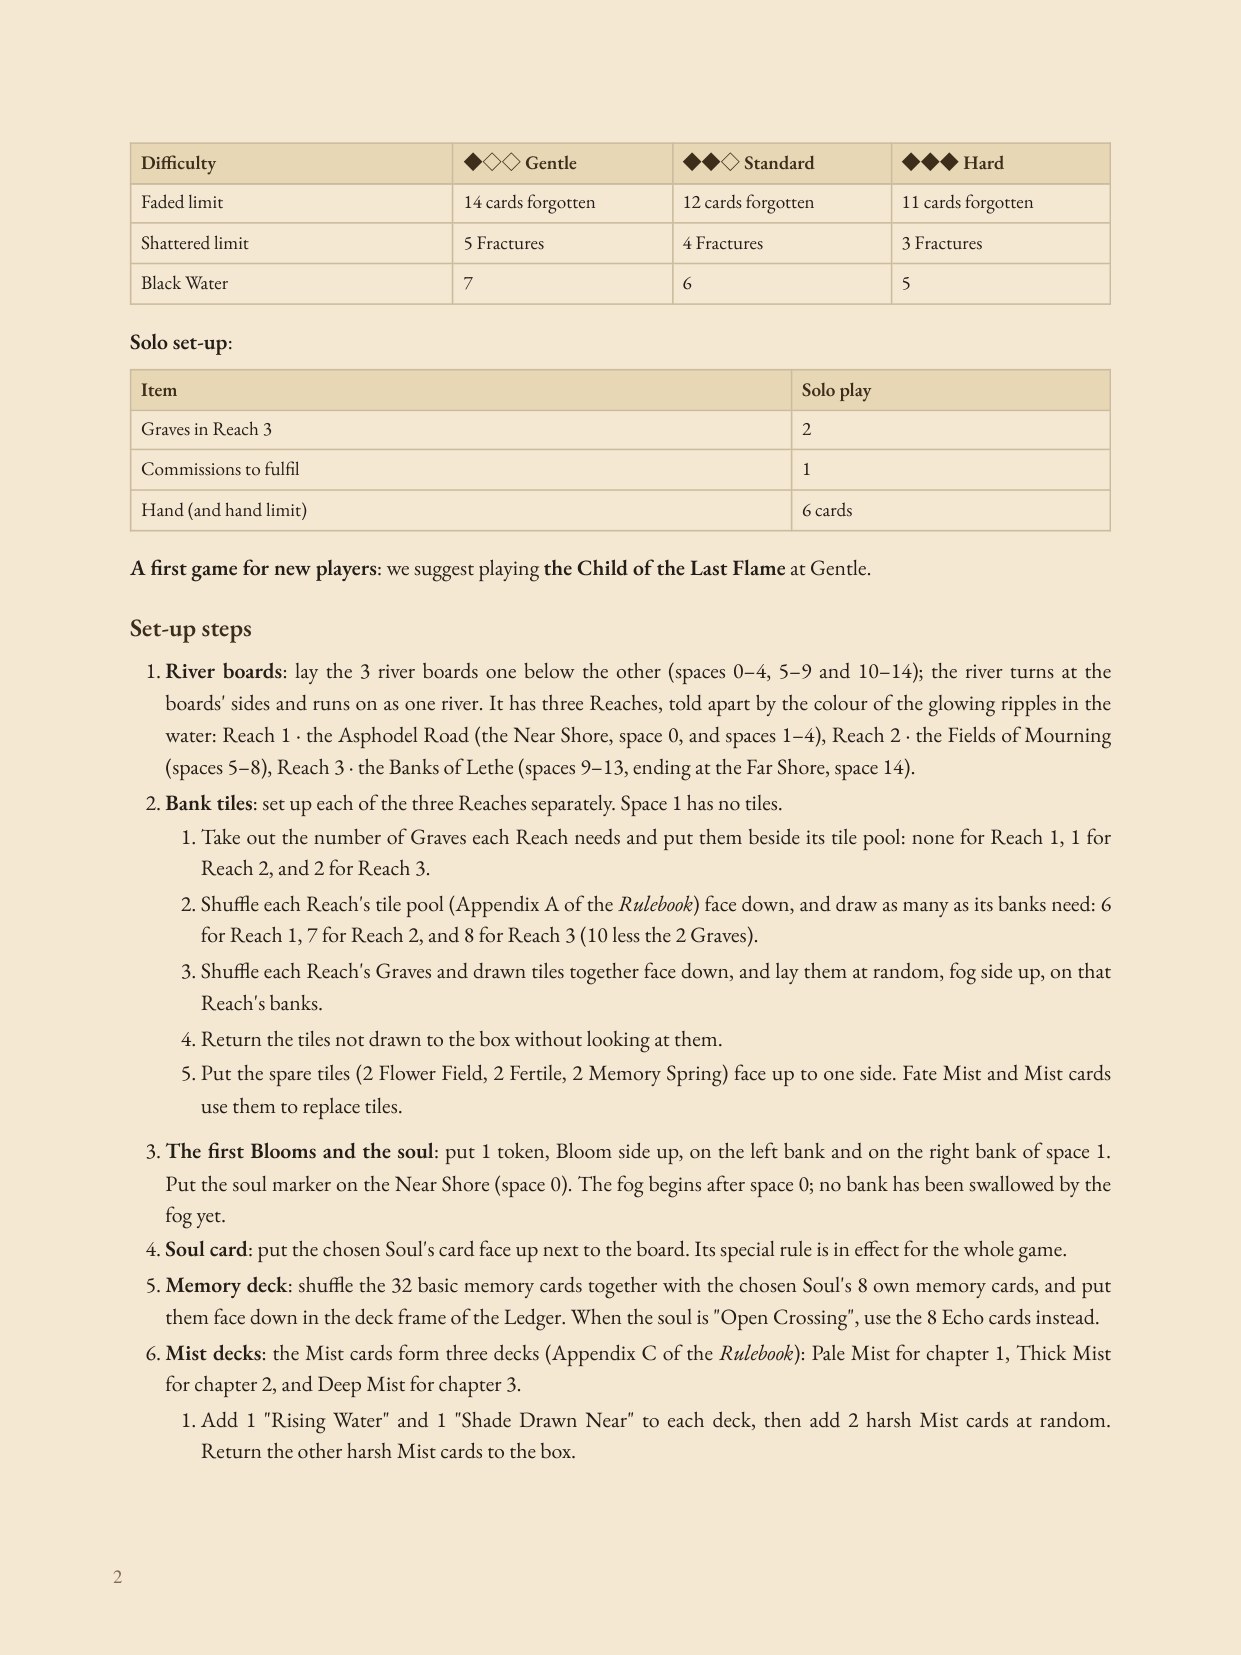 Difficulty ◆◇◇ Gentle ◆◆◇ Standard ◆◆◆ Hard
Faded limit 14 cards forgotten 12 cards forgotten 11 cards forgotten
Shattered limit 5 Fractures 4 Fractures 3 Fractures
Black Water 7 6 5
Solo set-up:
Item Solo play
Graves in Reach 3 2
Commissions to fulfil 1
Hand (and hand limit) 6 cards
A first game for new players: we suggest playing the Child of the Last Flame at Gentle.
Set-up steps
1. River boards: lay the 3 river boards one below the other (spaces 0–4, 5–9 and 10–14); the river turns at the
boards' sides and runs on as one river. It has three Reaches, told apart by the colour of the glowing ripples in the
water: Reach 1 · the Asphodel Road (the Near Shore, space 0, and spaces 1–4), Reach 2 · the Fields of Mourning
(spaces 5–8), Reach 3 · the Banks of Lethe (spaces 9–13, ending at the Far Shore, space 14).
2. Bank tiles: set up each of the three Reaches separately. Space 1 has no tiles.
1. Take out the number of Graves each Reach needs and put them beside its tile pool: none for Reach 1, 1 for
Reach 2, and 2 for Reach 3.
2. Shuffle each Reach's tile pool (Appendix A of the Rulebook) face down, and draw as many as its banks need: 6
for Reach 1, 7 for Reach 2, and 8 for Reach 3 (10 less the 2 Graves).
3. Shuffle each Reach's Graves and drawn tiles together face down, and lay them at random, fog side up, on that
Reach's banks.
4. Return the tiles not drawn to the box without looking at them.
5. Put the spare tiles (2 Flower Field, 2 Fertile, 2 Memory Spring) face up to one side. Fate Mist and Mist cards
use them to replace tiles.
3. The first Blooms and the soul: put 1 token, Bloom side up, on the left bank and on the right bank of space 1.
Put the soul marker on the Near Shore (space 0). The fog begins after space 0; no bank has been swallowed by the
fog yet.
4. Soul card: put the chosen Soul's card face up next to the board. Its special rule is in effect for the whole game.
5. Memory deck: shuffle the 32 basic memory cards together with the chosen Soul's 8 own memory cards, and put
them face down in the deck frame of the Ledger. When the soul is "Open Crossing", use the 8 Echo cards instead.
6. Mist decks: the Mist cards form three decks (Appendix C of the Rulebook): Pale Mist for chapter 1, Thick Mist
for chapter 2, and Deep Mist for chapter 3.
1. Add 1 "Rising Water" and 1 "Shade Drawn Near" to each deck, then add 2 harsh Mist cards at random.
Return the other harsh Mist cards to the box.
2